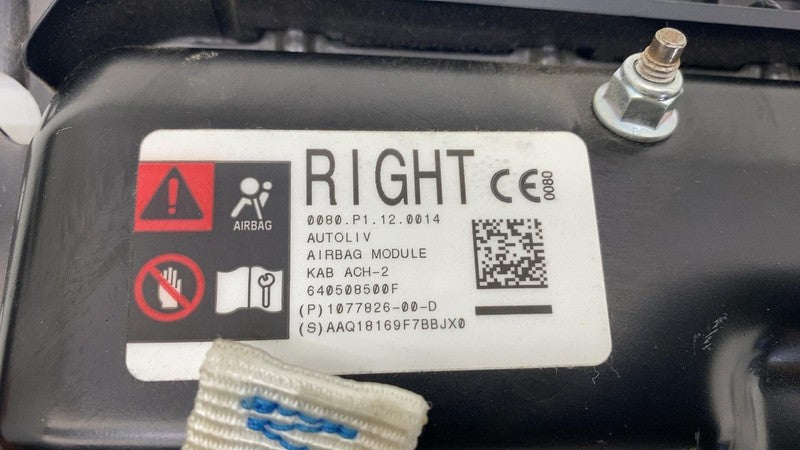 RIGHT
CE 0080
AIRBAG
0080.P1.12.0014
AUTOLIV
AIRBAG MODULE
KAB ACH-2
640508500F
(P)1077826-00-D
(S)AAQ18169F7BBJX0